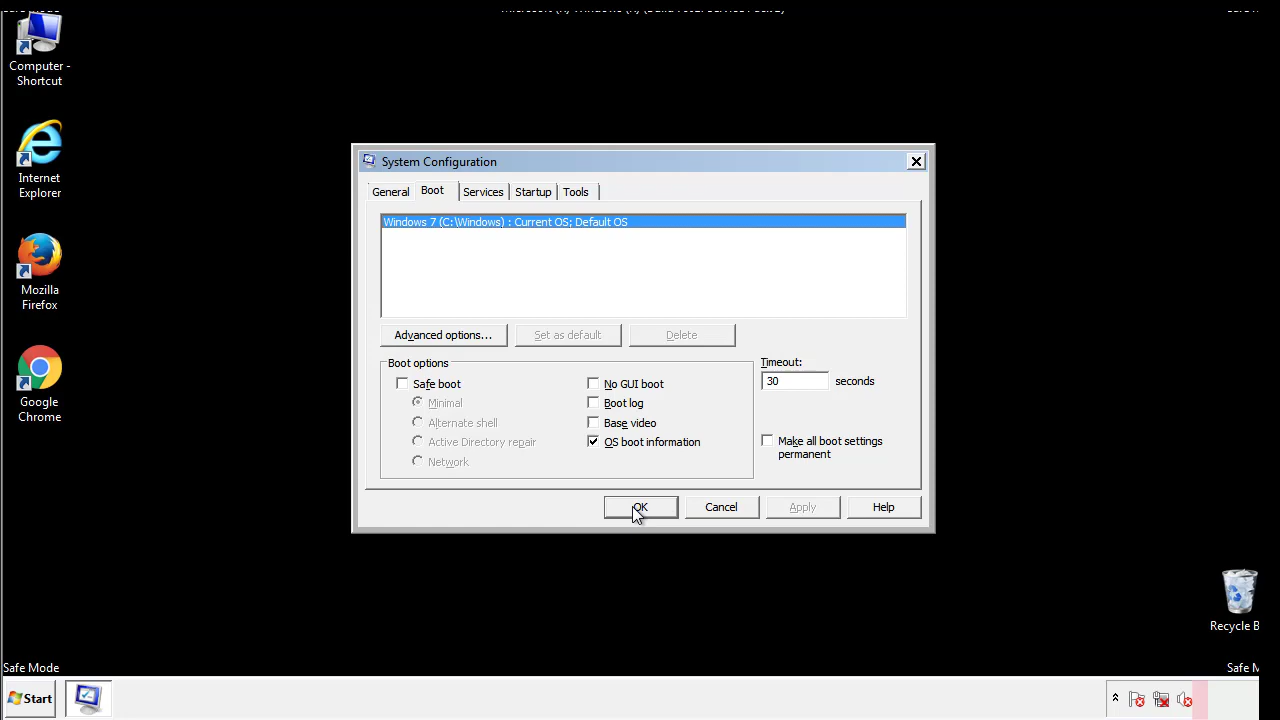 Computer -
Shortcut
Internet
Explorer
Mozilla
Firefox
Google
Chrome
System Configuration
General
Boot
Services
Startup
Tools
Windows 7 (C:\Windows) : Current OS; Default OS
Advanced options...
Set as default
Delete
Boot options
Safe boot
Minimal
Alternate shell
Active Directory repair
Network
No GUI boot
Boot log
Base video
OS boot information
Timeout:
30 seconds
Make all boot settings
permanent
OK
Cancel
Apply
Help
Recycle B
Safe Mode
Safe M
Start